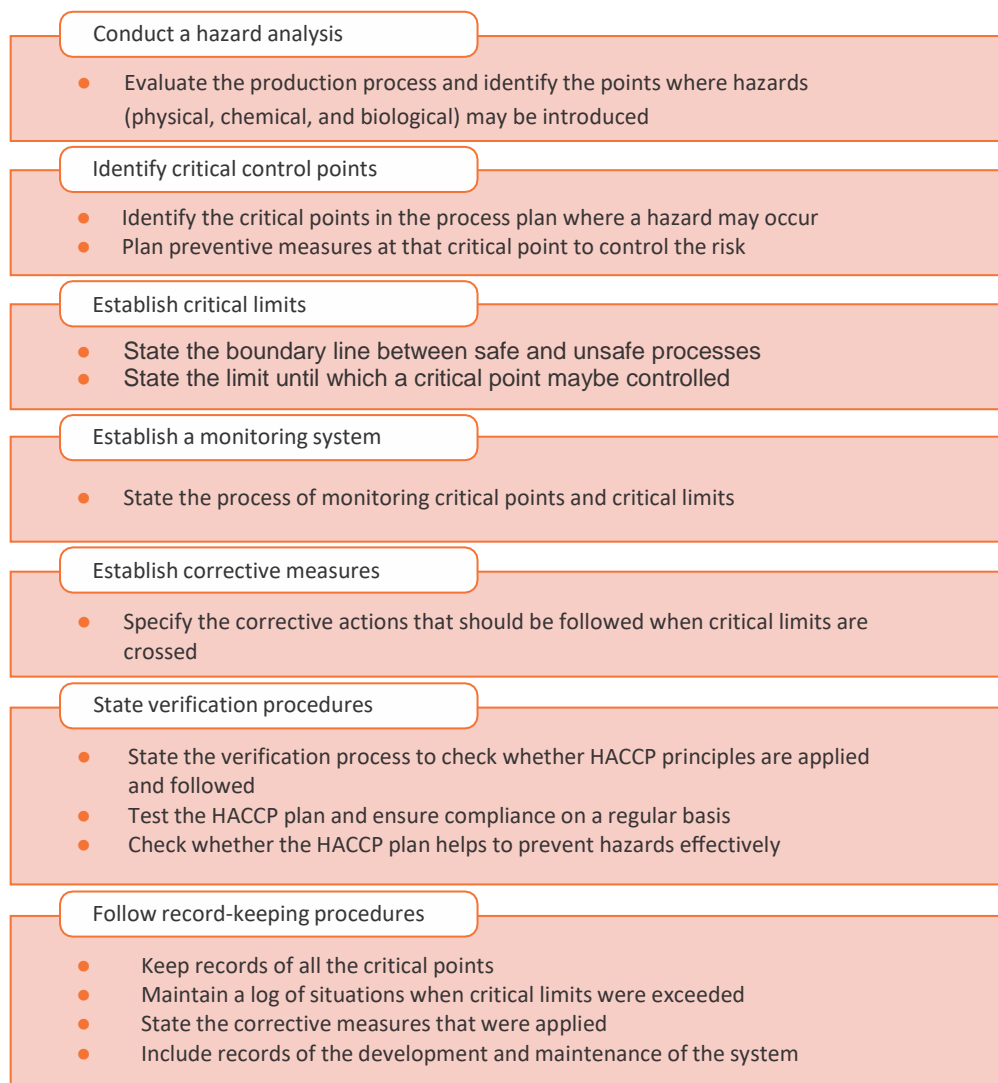 Conduct a hazard analysis
● Evaluate the production process and identify the points where hazards
(physical, chemical, and biological) may be introduced
Identify critical control points
● Identify the critical points in the process plan where a hazard may occur
● Plan preventive measures at that critical point to control the risk
Establish critical limits
● State the boundary line between safe and unsafe processes
● State the limit until which a critical point maybe controlled
Establish a monitoring system
● State the process of monitoring critical points and critical limits
Establish corrective measures
● Specify the corrective actions that should be followed when critical limits are
crossed
State verification procedures
● State the verification process to check whether HACCP principles are applied
and followed
● Test the HACCP plan and ensure compliance on a regular basis
● Check whether the HACCP plan helps to prevent hazards effectively
Follow record-keeping procedures
● Keep records of all the critical points
● Maintain a log of situations when critical limits were exceeded
● State the corrective measures that were applied
● Include records of the development and maintenance of the system